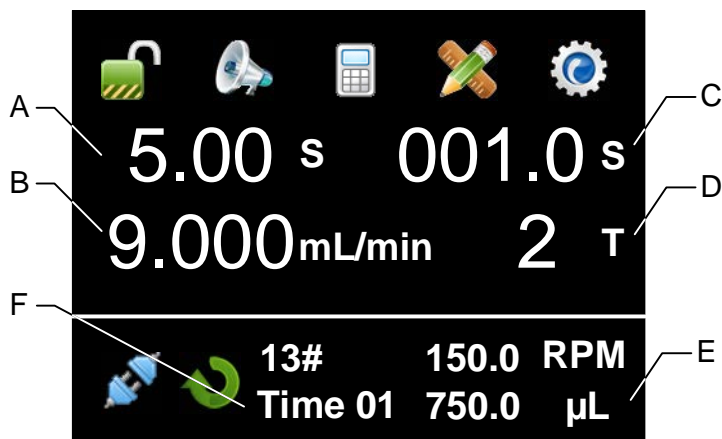 A
5.00 S 001.0 S
C
B
9.000 mL/min 2 T
D
F
13# 150.0 RPM
E
Time 01 750.0 µL